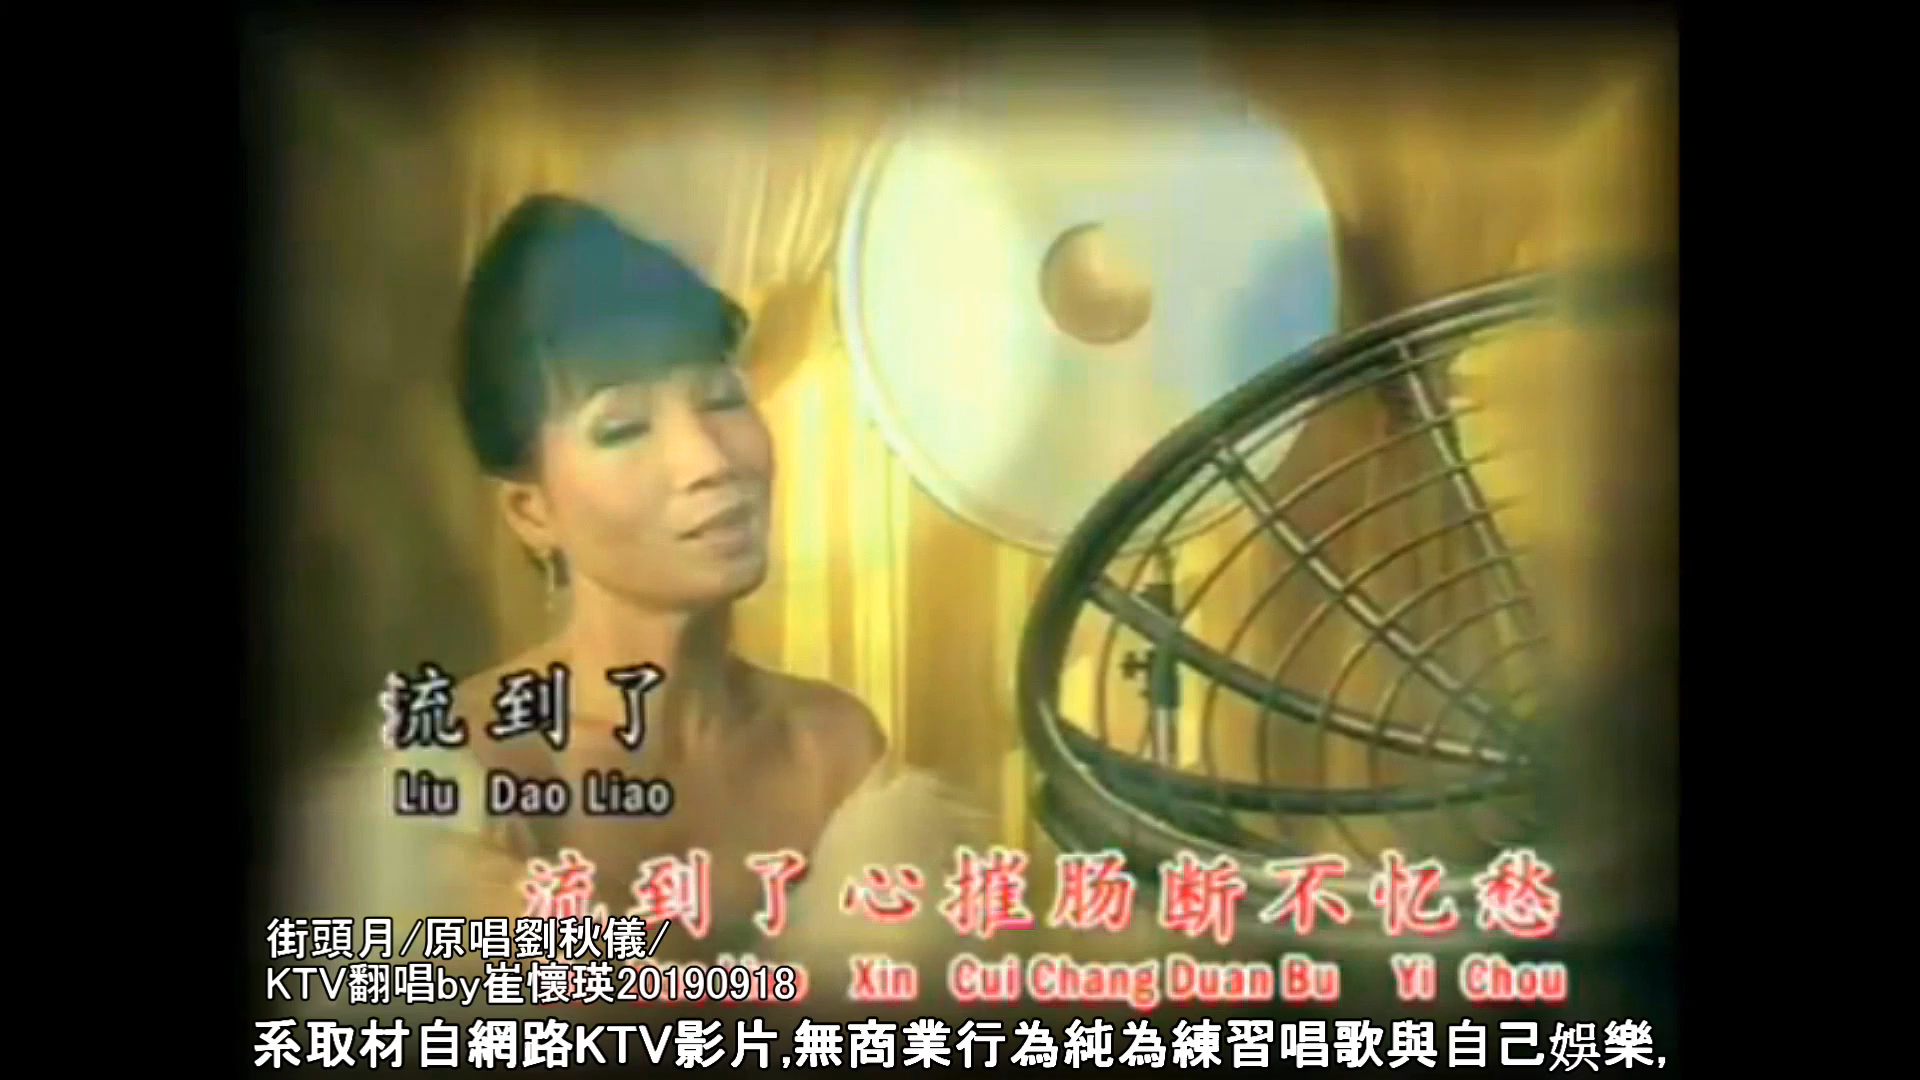 流到了
Liu Dao Liao
流到了心摧肠断不忆愁
Xin Cui Chang Duan Bu Yi Chou
街頭月/原唱劉秋儀/
KTV翻唱by崔懷瑛20190918
系取材自網路KTV影片,無商業行為純為練習唱歌與自己娛樂,